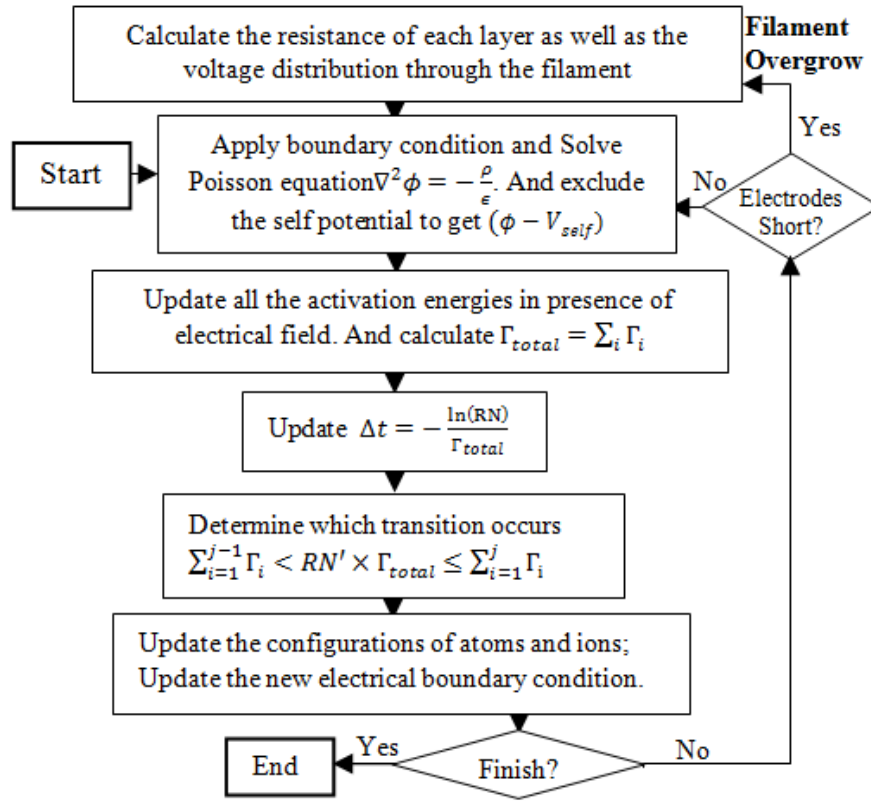 Calculate the resistance of each layer as well as the
voltage distribution through the filament
Filament
Overgrow
Yes
Start
Apply boundary condition and Solve
Poisson equation∇²ϕ = −ρ/ϵ. And exclude
the self potential to get (ϕ − V_self)
No
Electrodes
Short?
Update all the activation energies in presence of
electrical field. And calculate Γ_total = ∑_i Γ_i
Update Δt = −ln(RN)/Γ_total
Determine which transition occurs
∑_{i=1}^{j−1} Γ_i < RN′ × Γ_total ≤ ∑_{i=1}^{j} Γ_i
Update the configurations of atoms and ions;
Update the new electrical boundary condition.
End
Yes
Finish?
No